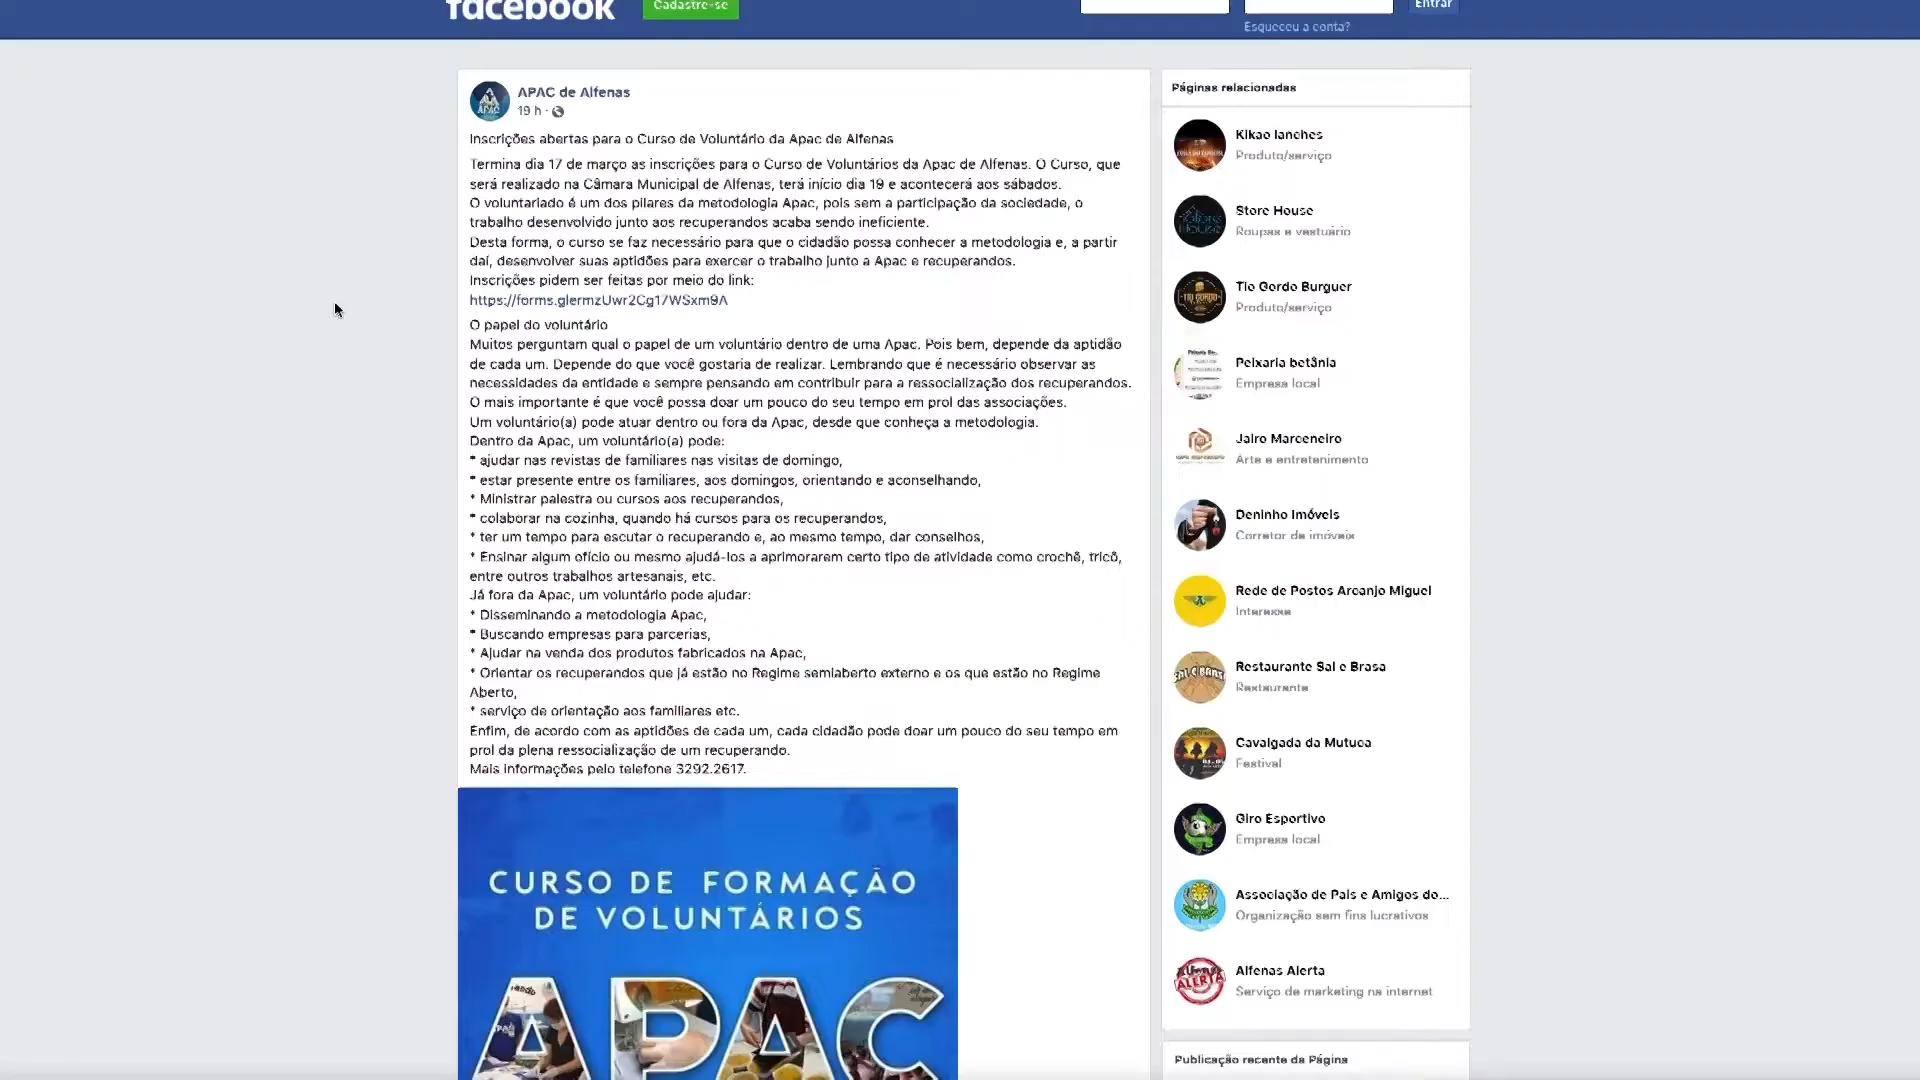 facebook
Cadastre-se
Entrar
Esqueceu a conta?
APAC de Alfenas
19 h ·
Inscrições abertas para o Curso de Voluntário da Apac de Alfenas
Termina dia 17 de março as inscrições para o Curso de Voluntários da Apac de Alfenas. O Curso, que
será realizado na Câmara Municipal de Alfenas, terá início dia 19 e acontecerá aos sábados.
O voluntariado é um dos pilares da metodologia Apac, pois sem a participação da sociedade, o
trabalho desenvolvido junto aos recuperandos acaba sendo ineficiente.
Desta forma, o curso se faz necessário para que o cidadão possa conhecer a metodologia e, a partir
daí, desenvolver suas aptidões para exercer o trabalho junto a Apac e recuperandos.
Inscrições pidem ser feitas por meio do link:
https://forms.glermzUwr2Cg17WSxm9A
O papel do voluntário
Muitos perguntam qual o papel de um voluntário dentro de uma Apac. Pois bem, depende da aptidão
de cada um. Depende do que você gostaria de realizar. Lembrando que é necessário observar as
necessidades da entidade e sempre pensando em contribuir para a ressocialização dos recuperandos.
O mais importante é que você possa doar um pouco do seu tempo em prol das associações.
Um voluntário(a) pode atuar dentro ou fora da Apac, desde que conheça a metodologia.
Dentro da Apac, um voluntário(a) pode:
* ajudar nas revistas de familiares nas visitas de domingo,
* estar presente entre os familiares, aos domingos, orientando e aconselhando,
* Ministrar palestra ou cursos aos recuperandos,
* colaborar na cozinha, quando há cursos para os recuperandos,
* ter um tempo para escutar o recuperando e, ao mesmo tempo, dar conselhos,
* Ensinar algum ofício ou mesmo ajudá-los a aprimorarem certo tipo de atividade como crochê, tricô,
entre outros trabalhos artesanais, etc.
Já fora da Apac, um voluntário pode ajudar:
* Disseminando a metodologia Apac,
* Buscando empresas para parcerias,
* Ajudar na venda dos produtos fabricados na Apac,
* Orientar os recuperandos que já estão no Regime semiaberto externo e os que estão no Regime
Aberto,
* serviço de orientação aos familiares etc.
Enfim, de acordo com as aptidões de cada um, cada cidadão pode doar um pouco do seu tempo em
prol da plena ressocialização de um recuperando.
Mais informações pelo telefone 3292.2617.
CURSO DE FORMAÇÃO
DE VOLUNTÁRIOS
APAC
Páginas relacionadas
Kikao lanches
Produto/serviço
Store House
Roupas e vestuário
Tio Gordo Burguer
Produto/serviço
Peixaria betânia
Empresa local
Jairo Marceneiro
Arte e entretenimento
Deninho Imóveis
Corretor de imóveis
Rede de Postos Arcanjo Miguel
Interesse
Restaurante Sal e Brasa
Restaurante
Cavalgada da Mutuca
Festival
Giro Esportivo
Empresa local
Associação de Pais e Amigos do...
Organização sem fins lucrativos
Alfenas Alerta
Serviço de marketing na internet
Publicação recente da Página